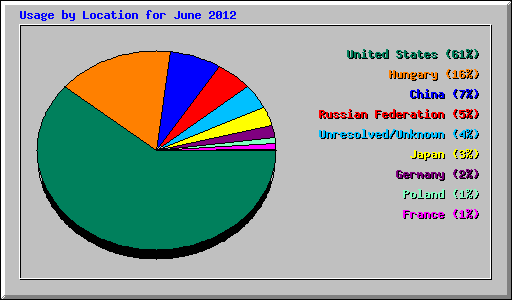 Usage by Location for June 2012
United States (61%)
Hungary (16%)
China (7%)
Russian Federation (5%)
Unresolved/Unknown (4%)
Japan (3%)
Germany (2%)
Poland (1%)
France (1%)